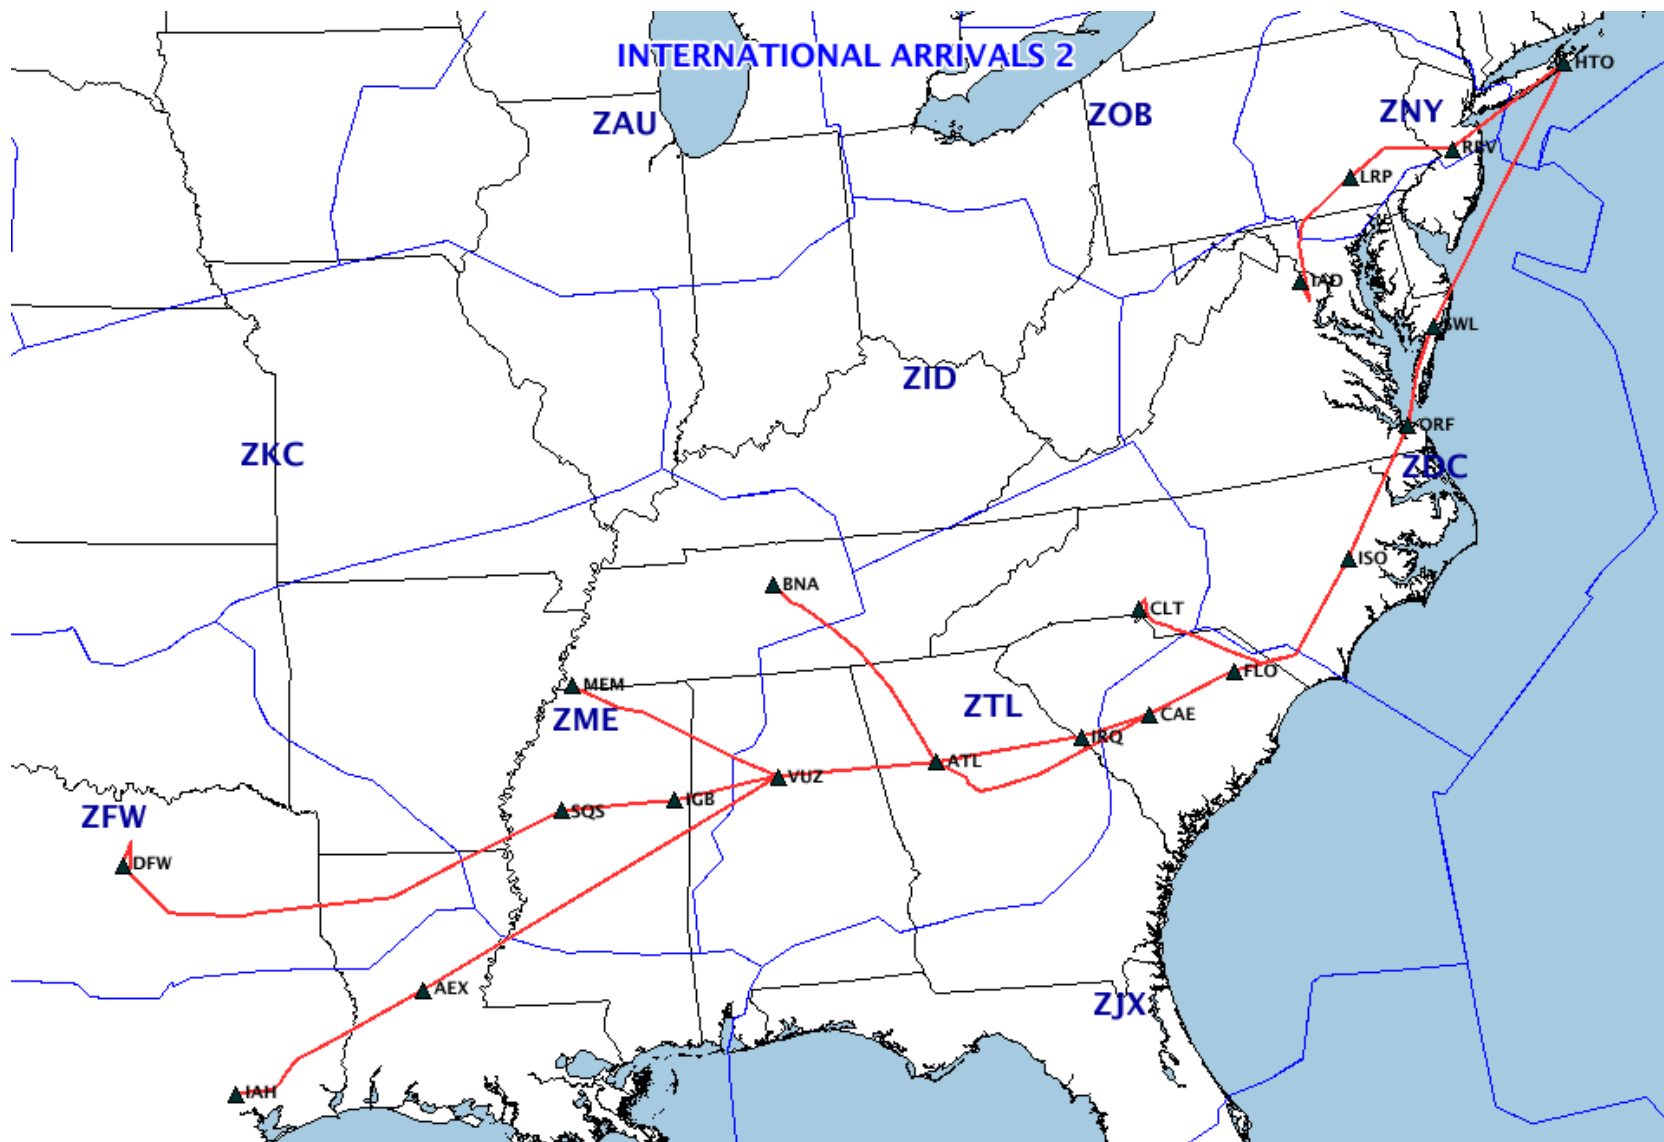 INTERNATIONAL ARRIVALS 2
HTO
ZAU
ZOB
ZNY
RBV
LRP
IAD
SWL
ZID
ORF
ZKC
ZDC
ISO
BNA
CLT
FLO
MEM
ZME
ZTL
CAE
IRQ
ATL
VUZ
IGB
SQS
ZFW
DFW
AEX
ZJX
IAH